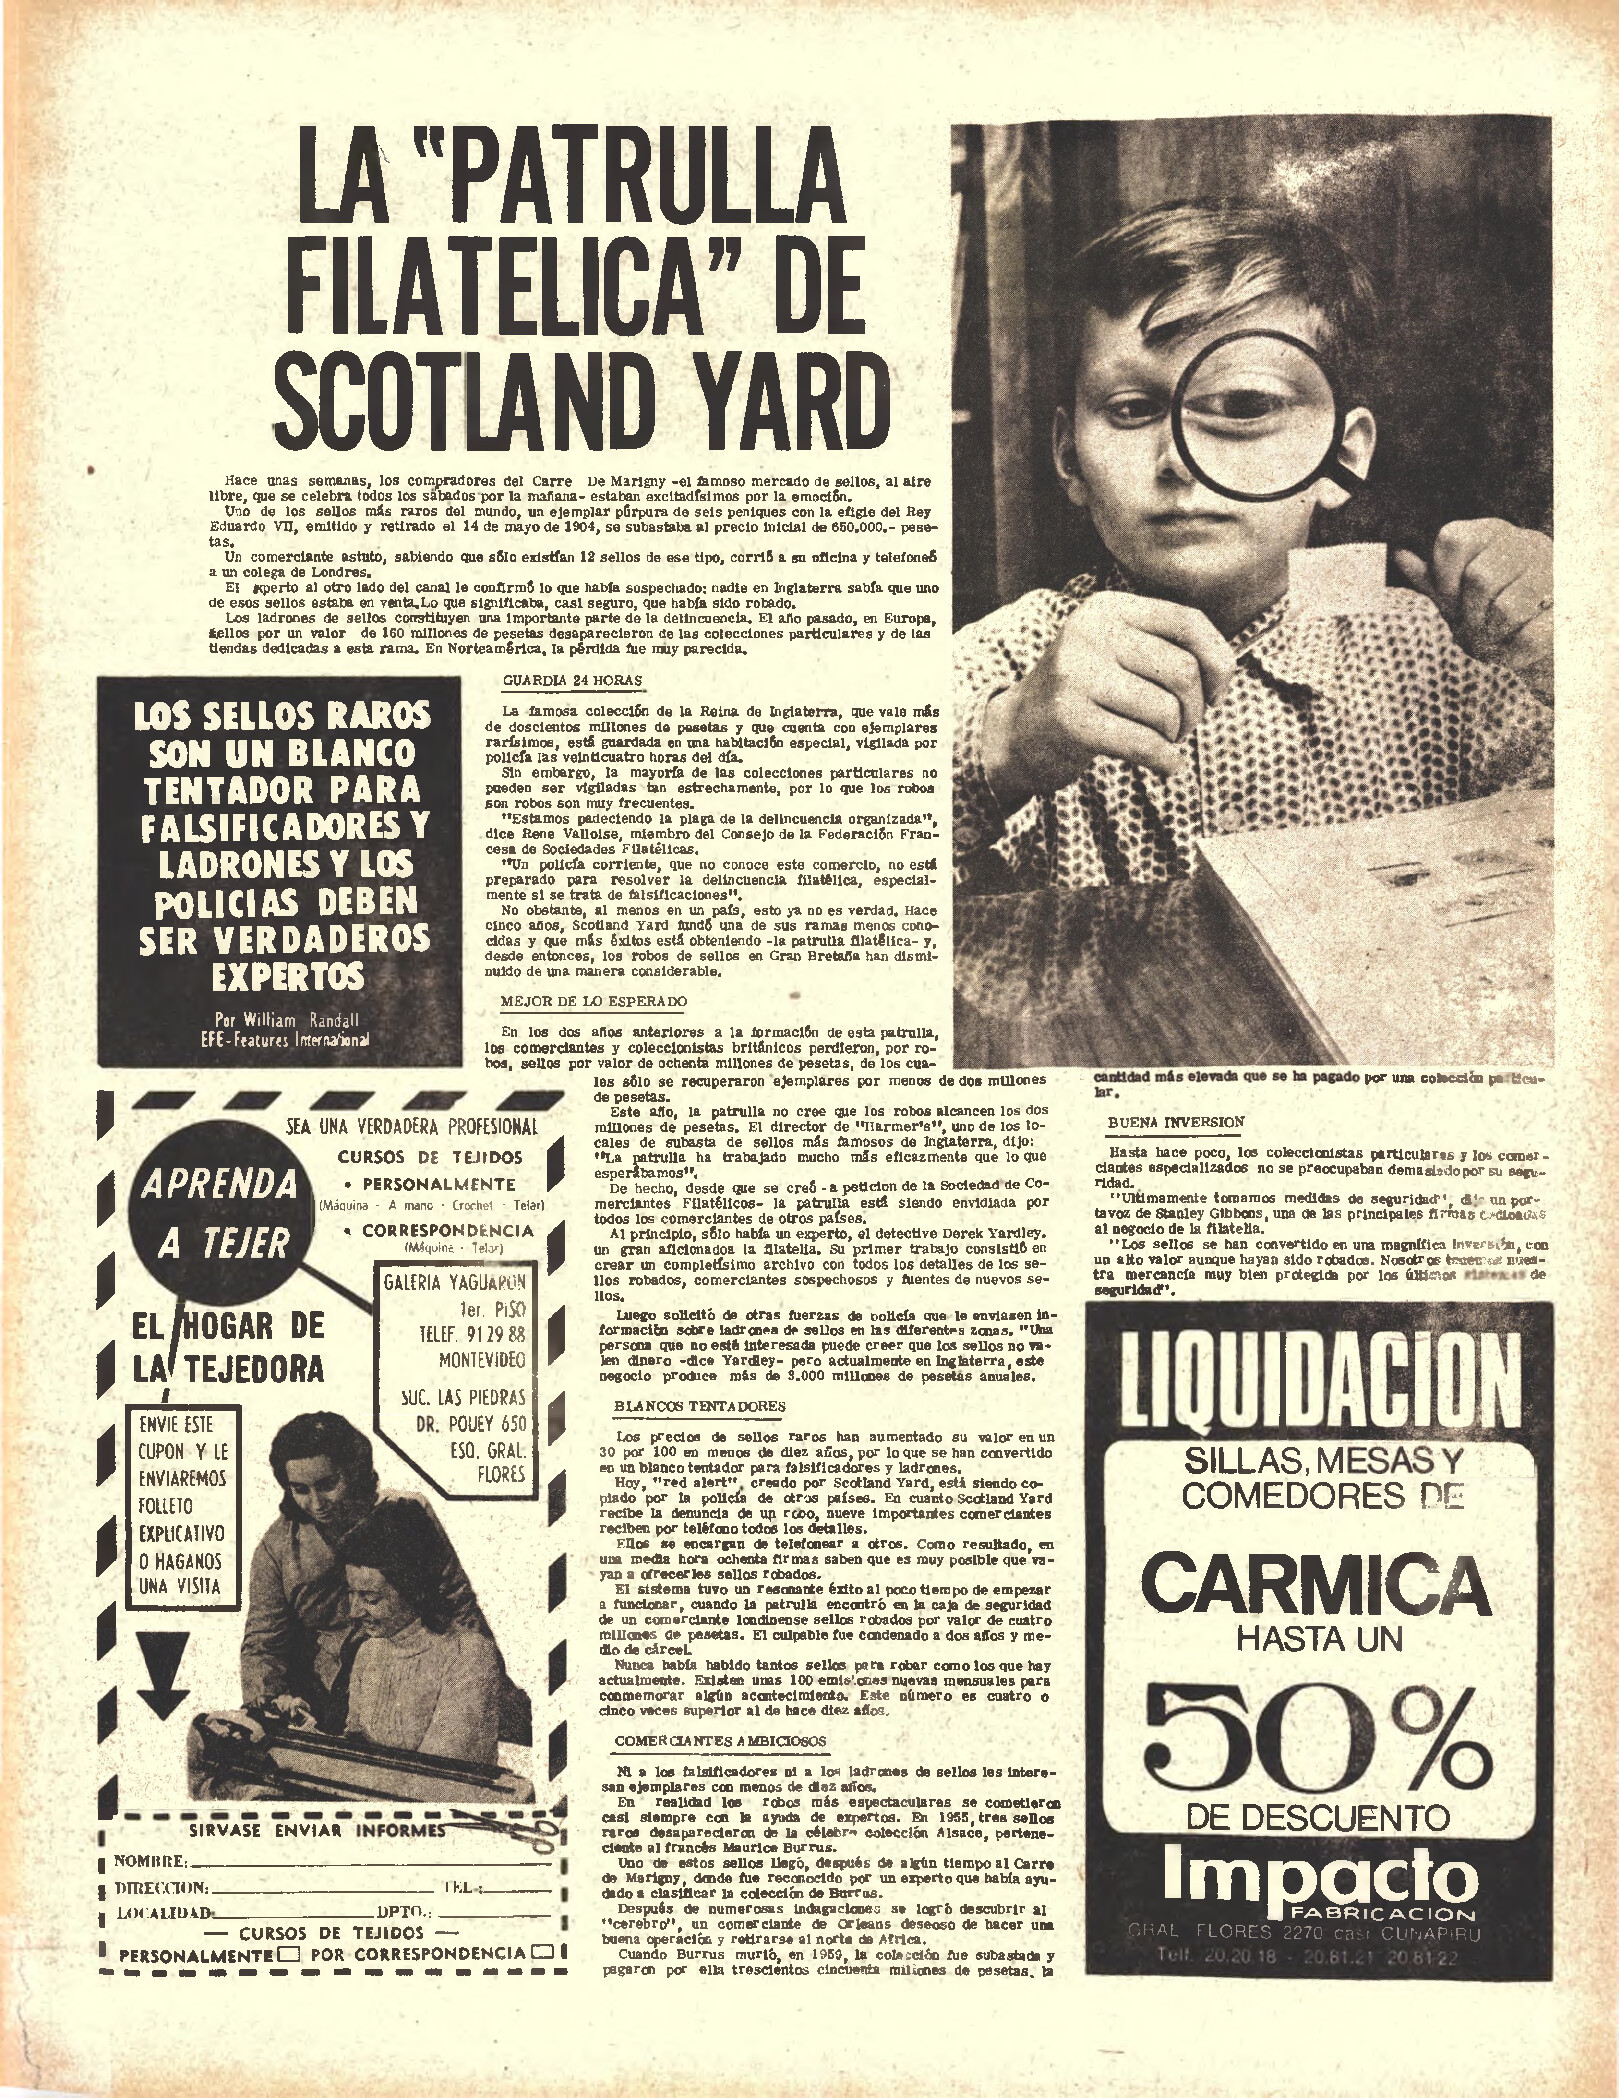 LA "PATRULLA
FILATELICA" DE
SCOTLAND YARD
Hace unas semanas, los compradores del Carre De Marigny -el famoso mercado de sellos, al aire
libre, que se celebra todos los sábados por la mañana- estaban excitadísimos por la emoción.
Uno de los sellos más raros del mundo, un ejemplar púrpura de seis peniques con la efigie del Rey
Eduardo VII, emitido y retirado el 14 de mayo de 1904, se subastaba al precio inicial de 650,000.- pese-
tas.
Un comerciante astuto, sabiendo que sólo existían 12 sellos de ese tipo, corrió a su oficina y telefoneó
a un colega de Londres.
El xperto al otro lado del canal le confirmó lo que había sospechado: nadie en Inglaterra sabía que uno
de esos sellos estaba en venta. Lo que significaba, casi seguro, que había sido robado.
Los ladrones de sellos constituyen una importante parte de la delincuencia. El año pasado, en Europa,
sellos por un valor de 160 millones de pesetas desaparecieron de las colecciones particulares y de las
tiendas dedicadas a esta rama. En Norteamérica, la pérdida fue muy parecida.
LOS SELLOS RAROS
SON UN BLANCO
TENTADOR PARA
FALSIFICADORES Y
LADRONES Y LOS
POLICIAS DEBEN
SER VERDADEROS
EXPERTOS
Por William Randall
EFE-Features International
GUARDIA 24 HORAS
La famosa colección de la Reina de Inglaterra, que vale más
de doscientos millones de pesetas y que cuenta con ejemplares
rarísimos, está guardada en una habitación especial, vigilada por
policía las veinticuatro horas del día.
Sin embargo, la mayoría de las colecciones particulares no
pueden ser vigiladas tan estrechamente, por lo que los robos
son robos son muy frecuentes.
"Estamos padeciendo la plaga de la delincuencia organizada",
dice Rene Valloise, miembro del Consejo de la Federación Fran-
cesa de Sociedades Filatélicas.
"Un policía corriente, que no conoce este comercio, no está
preparado para resolver la delincuencia filatélica, especial-
mente si se trata de falsificaciones".
No obstante, al menos en un país, esto ya no es verdad. Hace
cinco años, Scotland Yard fundó una de sus ramas menos cono-
cidas y que más éxitos está obteniendo -la patrulla filatélica- y,
desde entonces, los robos de sellos en Gran Bretaña han dismi-
nuido de una manera considerable.
MEJOR DE LO ESPERADO
En los dos años anteriores a la formación de esta patrulla,
los comerciantes y coleccionistas británicos perdieron, por ro-
bos, sellos por valor de ochenta millones de pesetas, de los cua-
les sólo se recuperaron ejemplares por menos de dos millones
de pesetas.
Este año, la patrulla no cree que los robos alcancen los dos
millones de pesetas. El director de "Harmer's", uno de los lo-
cales de subasta de sellos más famosos de Inglaterra, dijo:
"La patrulla ha trabajado mucho más eficazmente que lo que
esperábamos".
De hecho, desde que se creó -a peticion de la Sociedad de Co-
merciantes Filatélicos- la patrulla está siendo envidiada por
todos los comerciantes de otros países.
Al principio, sólo había un experto, el detective Derek Yardley.
un gran aficionado la filatelia. Su primer trabajo consistió en
crear un completísimo archivo con todos los detalles de los se-
llos robados, comerciantes sospechosos y fuentes de nuevos se-
llos.
Luego solicitó de otras fuerzas de policía que le enviasen in-
formación sobre ladrones de sellos en las diferentes zonas. "Una
persona que no esté interesada puede creer que los sellos no va-
len dinero -dice Yardley- pero actualmente en Inglaterra, este
negocio produce más de 3.000 millones de pesetas anuales.
BLANCOS TENTADORES
Los precios de sellos raros han aumentado su valor en un
30 por 100 en menos de diez años, por lo que se han convertido
en un blanco tentador para falsificadores y ladrones.
Hoy, "red alert", creado por Scotland Yard, está siendo co-
piado por la policía de otros países. En cuanto Scotland Yard
recibe la denuncia de un robo, nueve importantes comerciantes
reciben por teléfono todos los detalles.
Ellos se encargan de telefonear a otros. Como resultado, en
una media hora ochenta firmas saben que es muy posible que va-
yan a ofrecerles sellos robados.
El sistema tuvo un resonante éxito al poco tiempo de empezar
a funcionar, cuando la patrulla encontró en la caja de seguridad
de un comerciante londinense sellos robados por valor de cuatro
millones de pesetas. El culpable fue condenado a dos años y me-
dio de cárcel.
Nunca había habido tantos sellos para robar como los que hay
actualmente. Existen unas 100 emisiones nuevas mensuales para
conmemorar algún acontecimiento. Este número es cuatro o
cinco veces superior al de hace diez años.
COMERCIANTES AMBICIOSOS
Ni a los falsificadores ni a los ladrones de sellos les intere-
san ejemplares con menos de diez años.
En realidad los robos más espectaculares se cometieron
casi siempre con la ayuda de expertos. En 1955, tres sellos
raros desaparecieron de la célebre colección Alsace, pertene-
ciente al francés Maurice Burrus.
Uno de estos sellos llegó, después de algún tiempo al Carre
de Marigny, donde fue reconocido por un experto que había ayu-
dado a clasificar la colección de Burrus.
Después de numerosas indagaciones se logró descubrir al
"cerebro", un comerciante de Orleans deseoso de hacer una
buena operación y retirarse al norte de Africa.
Cuando Burrus murió, en 1959, la colección fue subastada y
pagaron por ella trescientos cincuenta millones de pesetas, la
cantidad más elevada que se ha pagado por una colección particu-
lar.
BUENA INVERSION
Hasta hace poco, los coleccionistas particulares y los comer-
ciantes especializados no se preocupaban demasiado por su segu-
ridad.
"Ultimamente tomamos medidas de seguridad", dijo un por-
tavoz de Stanley Gibbons, una de las principales firmas dedicadas
al negocio de la filatelia.
"Los sellos se han convertido en una magnífica inversión, con
un alto valor aunque hayan sido robados. Nosotros tenemos nues-
tra mercancía muy bien protegida por los últimos sistemas de
seguridad".
SEA UNA VERDADERA PROFESIONAL
APRENDA
A TEJER
CURSOS DE TEJIDOS
• PERSONALMENTE
(Máquina - A mano - Crochet - Telar)
• CORRESPONDENCIA
(Máquina - Telar)
GALERIA YAGUARON
1er. PISO
TELEF. 91 29 88
MONTEVIDEO
SUC. LAS PIEDRAS
DR. POUEY 650
ESQ. GRAL.
FLORES
EL HOGAR DE
LA TEJEDORA
ENVIE ESTE
CUPON Y LE
ENVIAREMOS
FOLLETO
EXPLICATIVO
O HAGANOS
UNA VISITA
SIRVASE ENVIAR INFORMES
NOMBRE:
DIRECCION: TEL.:
LOCALIDAD: DPTO.:
— CURSOS DE TEJIDOS —
PERSONALMENTE POR CORRESPONDENCIA
LIQUIDACION
SILLAS, MESAS Y
COMEDORES DE
CARMICA
HASTA UN
50%
DE DESCUENTO
Impacto
FABRICACION
GRAL FLORES 2270 casi CUÑAPIRU
Telf. 20.20.18 - 20.81.21 20.81.22